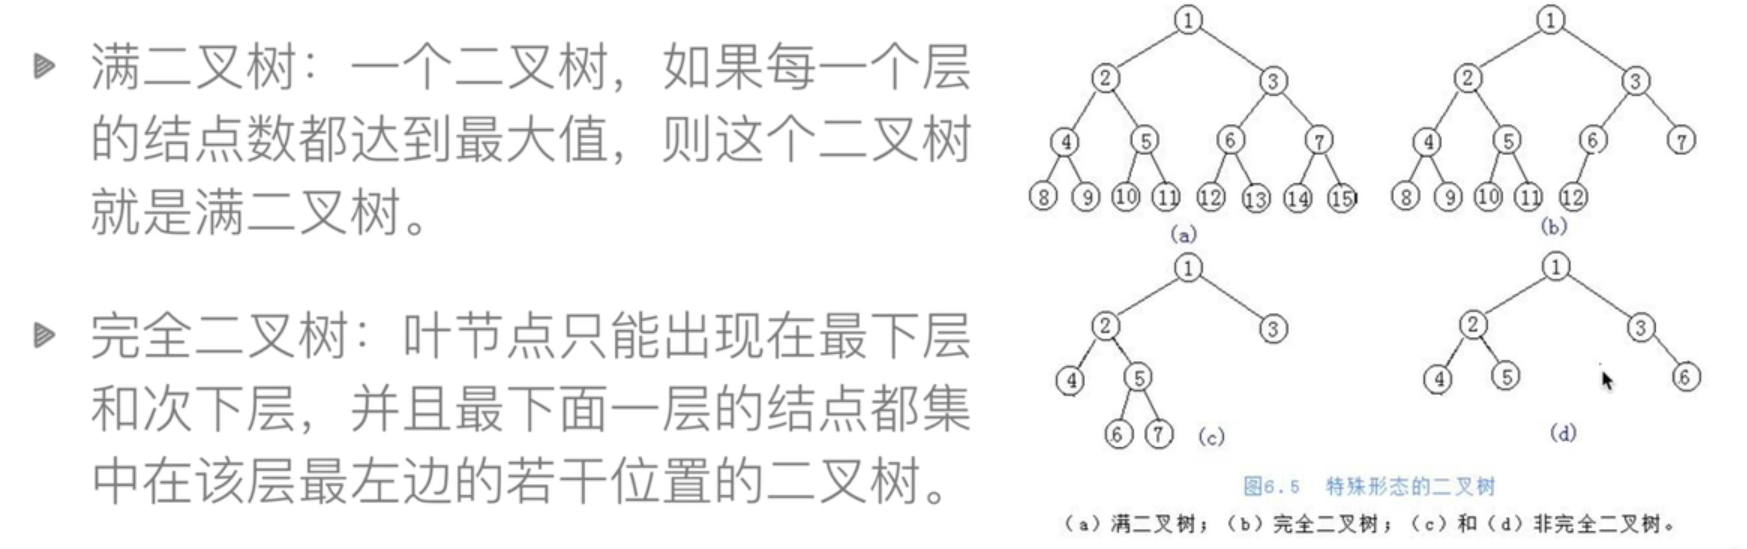 满二叉树：一个二叉树，如果每一个层
的结点数都达到最大值，则这个二叉树
就是满二叉树。
完全二叉树：叶节点只能出现在最下层
和次下层，并且最下面一层的结点都集
中在该层最左边的若干位置的二叉树。
1
2 3
4 5 6 7
8 9 10 11 12 13 14 15
(a)
1
2 3
4 5 6 7
8 9 10 11 12
(b)
1
2 3
4 5
6 7
(c)
1
2 3
4 5 6
(d)
图6.5 特殊形态的二叉树
(a)满二叉树；(b)完全二叉树；(c)和(d)非完全二叉树。